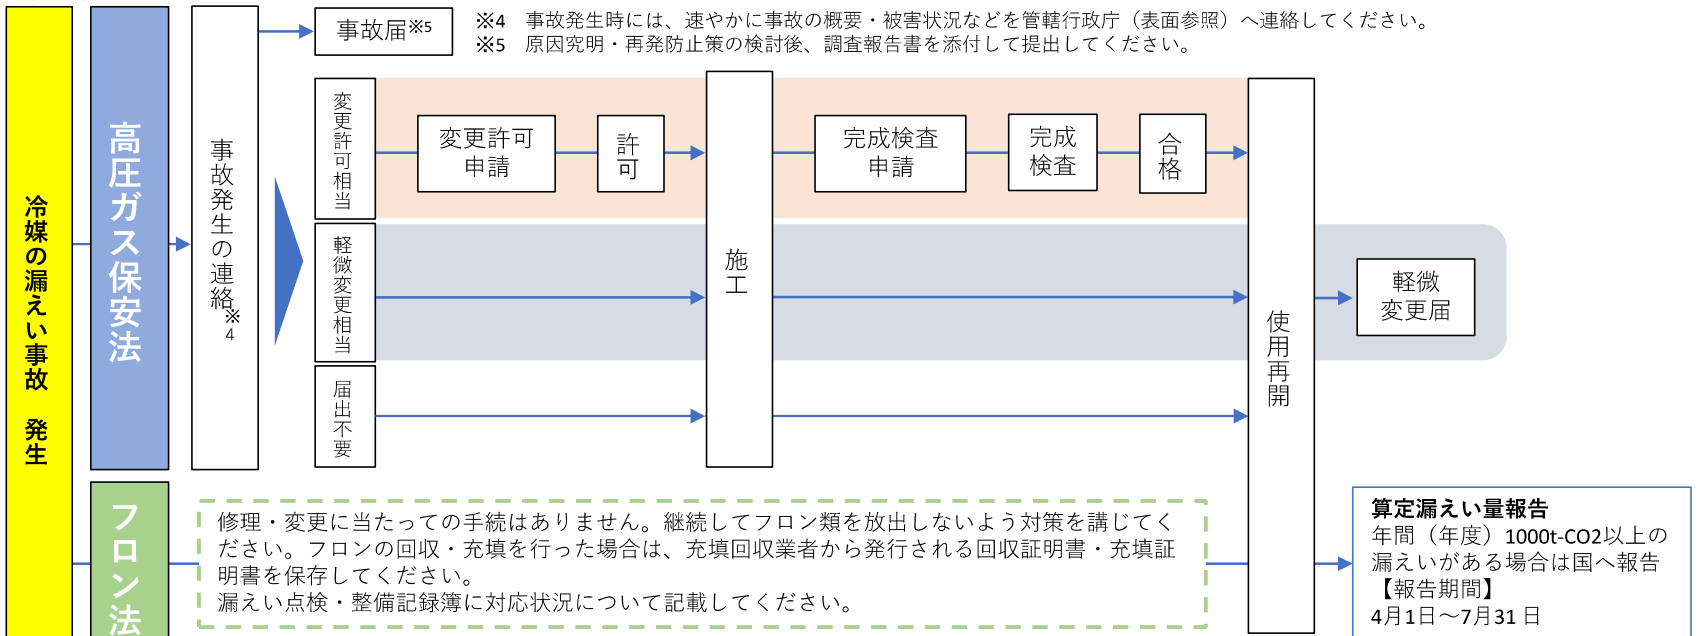 冷媒の漏えい事故　発生
高圧ガス保安法
事故発生の連絡※4
事故届※5
※4　事故発生時には、速やかに事故の概要・被害状況などを管轄行政庁（表面参照）へ連絡してください。
※5　原因究明・再発防止策の検討後、調査報告書を添付して提出してください。
変更許可相当
変更許可
申請
許可
施工
完成検査
申請
完成
検査
合格
使用再開
軽微変更相当
軽微
変更届
届出不要
フロン法
修理・変更に当たっての手続はありません。継続してフロン類を放出しないよう対策を講じてく
ださい。フロンの回収・充填を行った場合は、充填回収業者から発行される回収証明書・充填証
明書を保存してください。
漏えい点検・整備記録簿に対応状況について記載してください。
算定漏えい量報告
年間（年度）1000t-CO2以上の
漏えいがある場合は国へ報告
【報告期間】
4月1日～7月31日